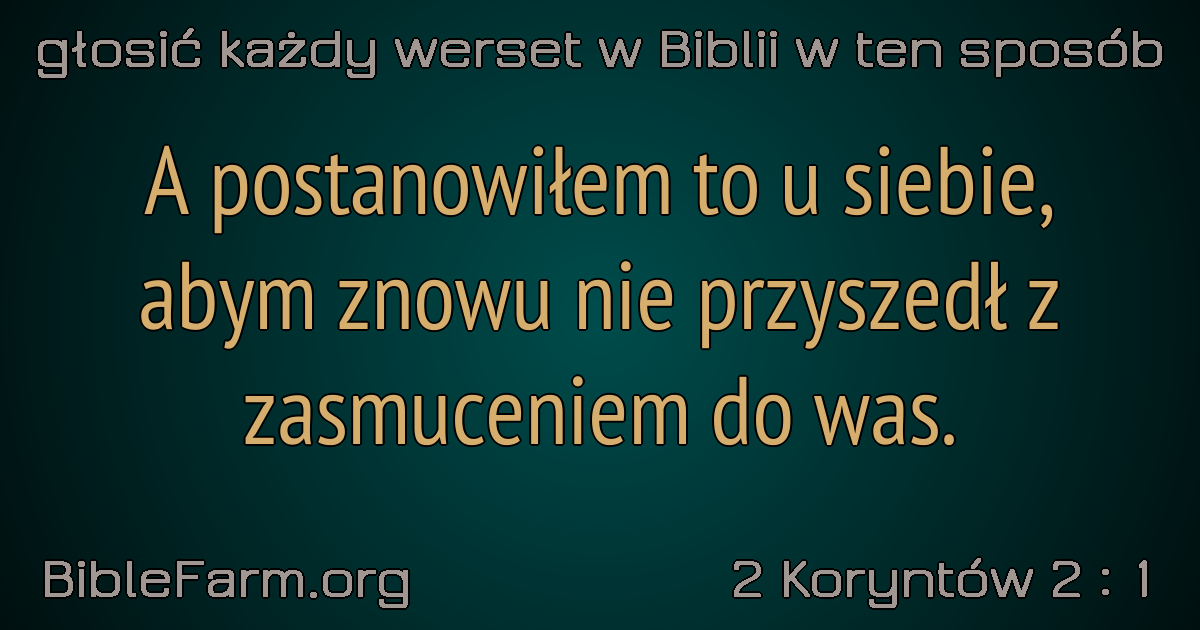 głosić każdy werset w Biblii w ten sposób
A postanowiłem to u siebie,
abym znowu nie przyszedł z
zasmuceniem do was.
BibleFarm.org
2 Koryntów 2 : 1